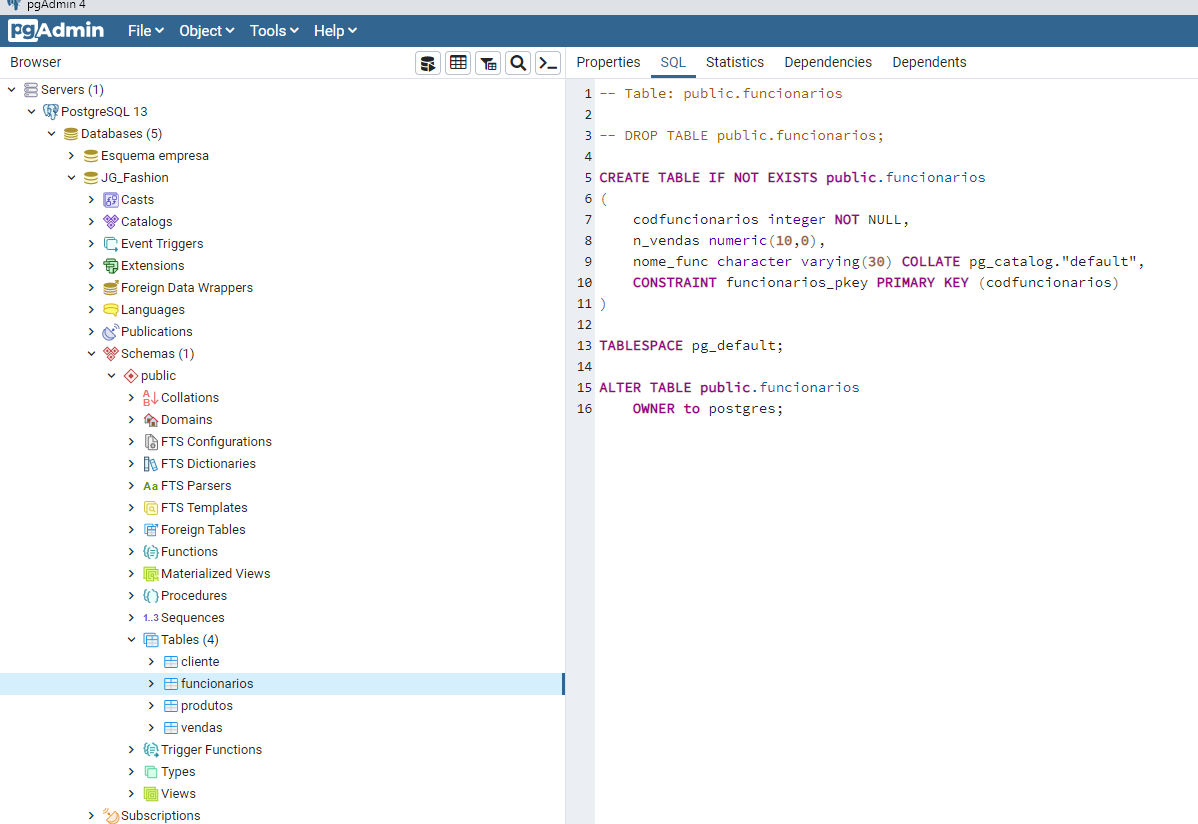 pgAdmin 4
pgAdmin File Object Tools Help
Browser
Properties SQL Statistics Dependencies Dependents
Servers (1)
PostgreSQL 13
Databases (5)
Esquema empresa
JG_Fashion
Casts
Catalogs
Event Triggers
Extensions
Foreign Data Wrappers
Languages
Publications
Schemas (1)
public
Collations
Domains
FTS Configurations
FTS Dictionaries
Aa FTS Parsers
FTS Templates
Foreign Tables
Functions
Materialized Views
Procedures
1..3 Sequences
Tables (4)
cliente
funcionarios
produtos
vendas
Trigger Functions
Types
Views
Subscriptions
1 -- Table: public.funcionarios
2
3 -- DROP TABLE public.funcionarios;
4
5 CREATE TABLE IF NOT EXISTS public.funcionarios
6 (
7     codfuncionarios integer NOT NULL,
8     n_vendas numeric(10,0),
9     nome_func character varying(30) COLLATE pg_catalog."default",
10     CONSTRAINT funcionarios_pkey PRIMARY KEY (codfuncionarios)
11 )
12
13 TABLESPACE pg_default;
14
15 ALTER TABLE public.funcionarios
16     OWNER to postgres;